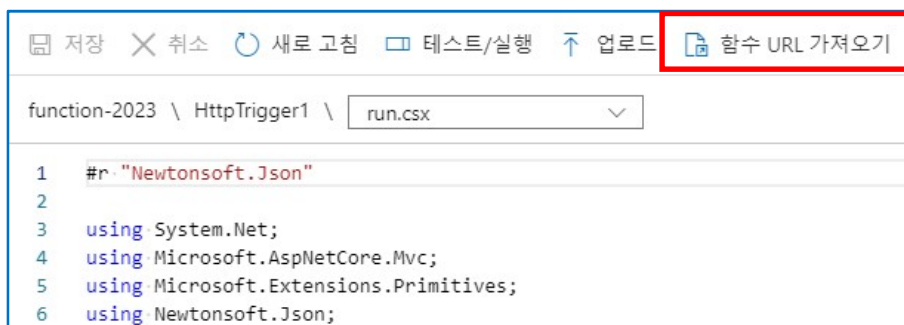 저장 취소 새로 고침 테스트/실행 업로드 함수 URL 가져오기
function-2023 \ HttpTrigger1 \ run.csx
1 #r "Newtonsoft.Json"
2
3 using System.Net;
4 using Microsoft.AspNetCore.Mvc;
5 using Microsoft.Extensions.Primitives;
6 using Newtonsoft.Json;